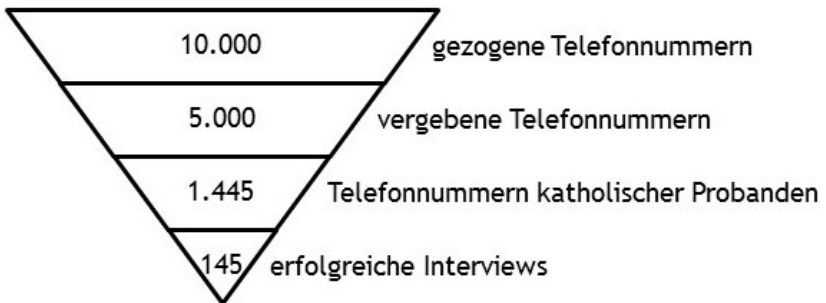 10.000 gezogene Telefonnummern
5.000 vergebene Telefonnummern
1.445 Telefonnummern katholischer Probanden
145 erfolgreiche Interviews